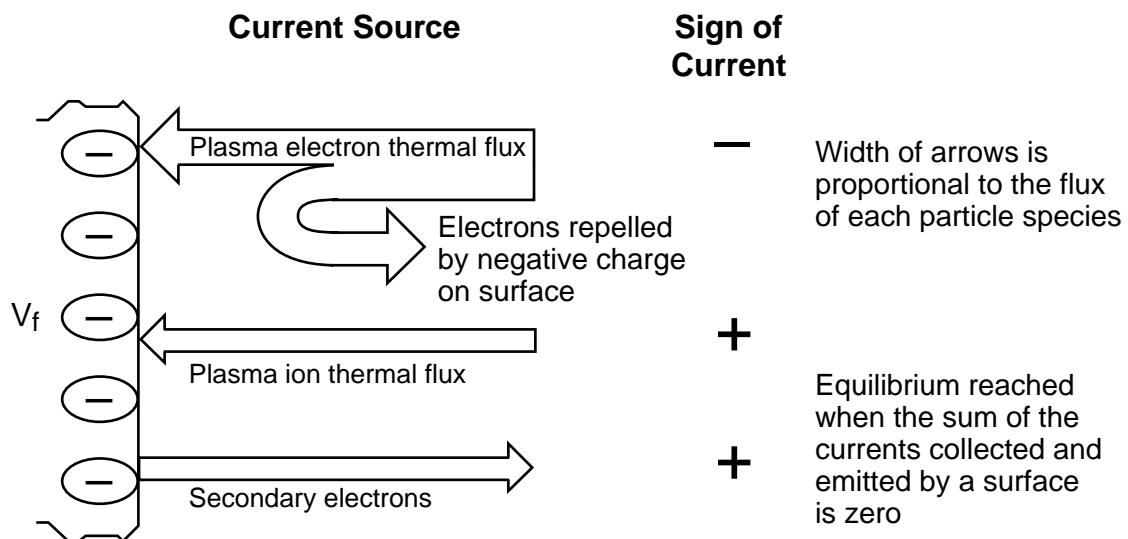 Current Source
Sign of
Current
−
−
−
−
−
V_f
Plasma electron thermal flux
Electrons repelled
by negative charge
on surface
−
Width of arrows is
proportional to the flux
of each particle species
Plasma ion thermal flux
+
Secondary electrons
+
Equilibrium reached
when the sum of the
currents collected and
emitted by a surface
is zero